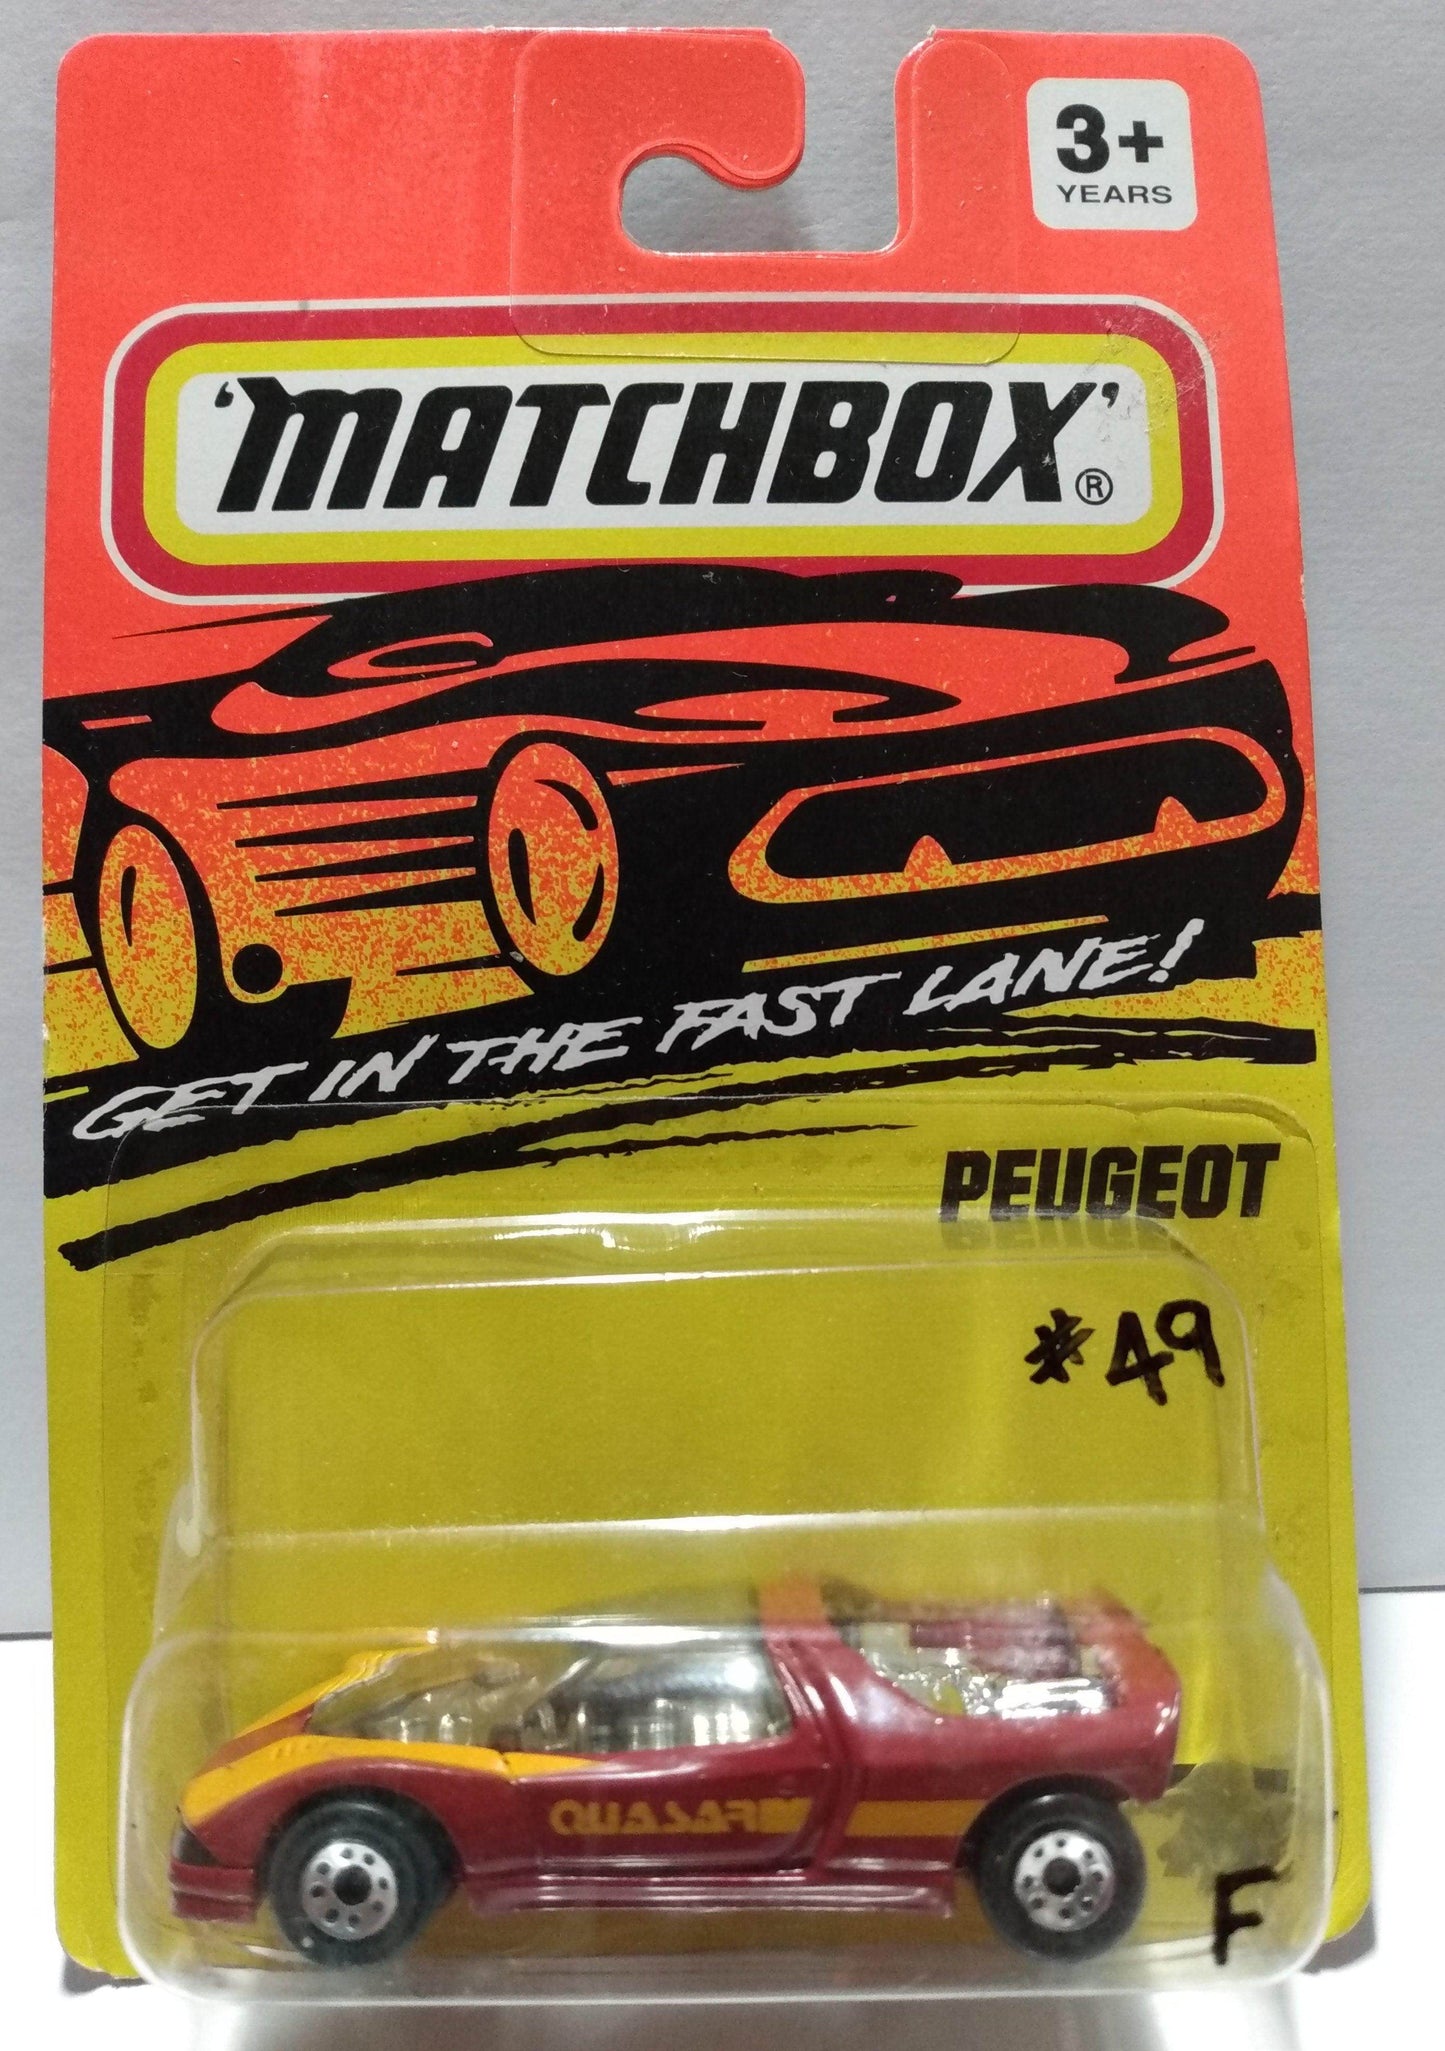 3+
YEARS
'MATCHBOX'®
GET IN THE FAST LANE!
PEUGEOT
#49
QUASAR
F